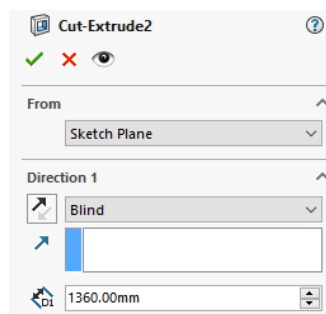 Cut-Extrude2
?
From
Sketch Plane
Direction 1
Blind
D1
1360.00mm